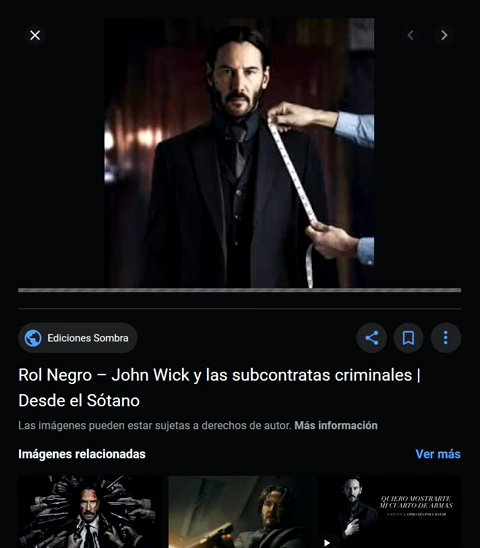 Ediciones Sombra
Rol Negro – John Wick y las subcontratas criminales |
Desde el Sótano
Las imágenes pueden estar sujetas a derechos de autor. Más información
Imágenes relacionadas
Ver más
QUIERO MOSTRARTE
MI CUARTO DE ARMAS